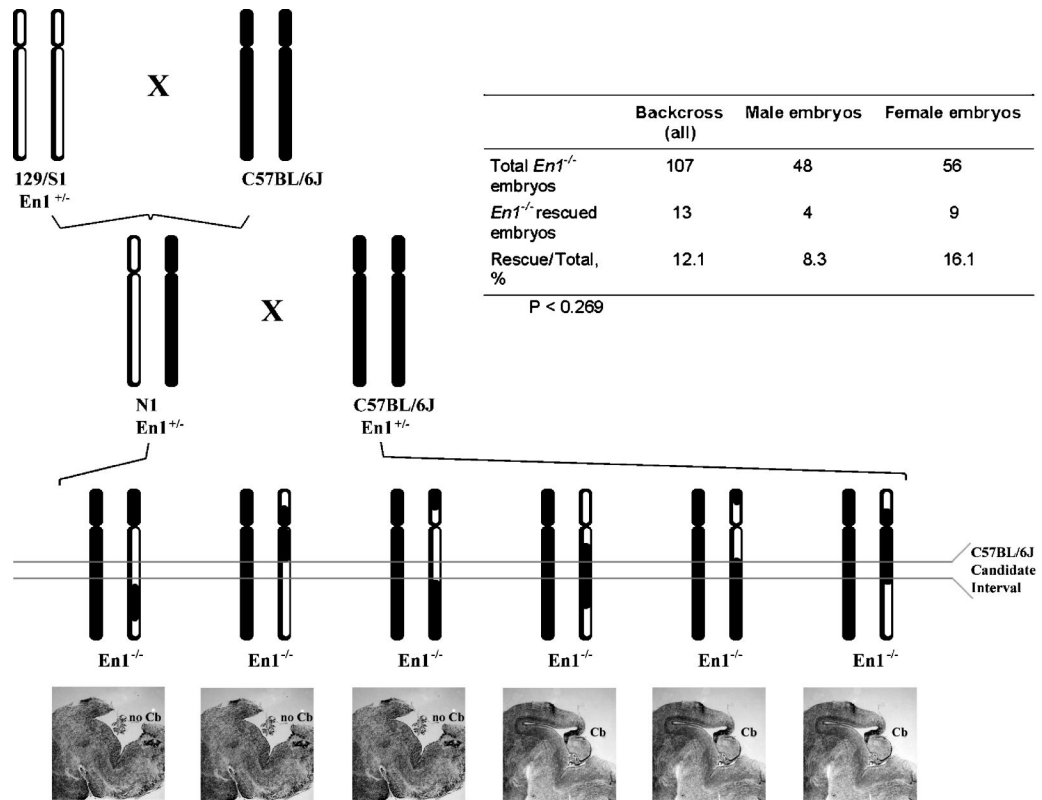 X
129/S1
En1 +/-
C57BL/6J
	Backcross (all)	Male embryos	Female embryos
Total En1-/- embryos	107	48	56
En1-/- rescued embryos	13	4	9
Rescue/Total, %	12.1	8.3	16.1
P < 0.269
X
N1
En1+/-
C57BL/6J
En1+/-
C57BL/6J
Candidate
Interval
En1-/-	En1-/-	En1-/-	En1-/-	En1-/-	En1-/-
no Cb	no Cb	no Cb	Cb	Cb	Cb